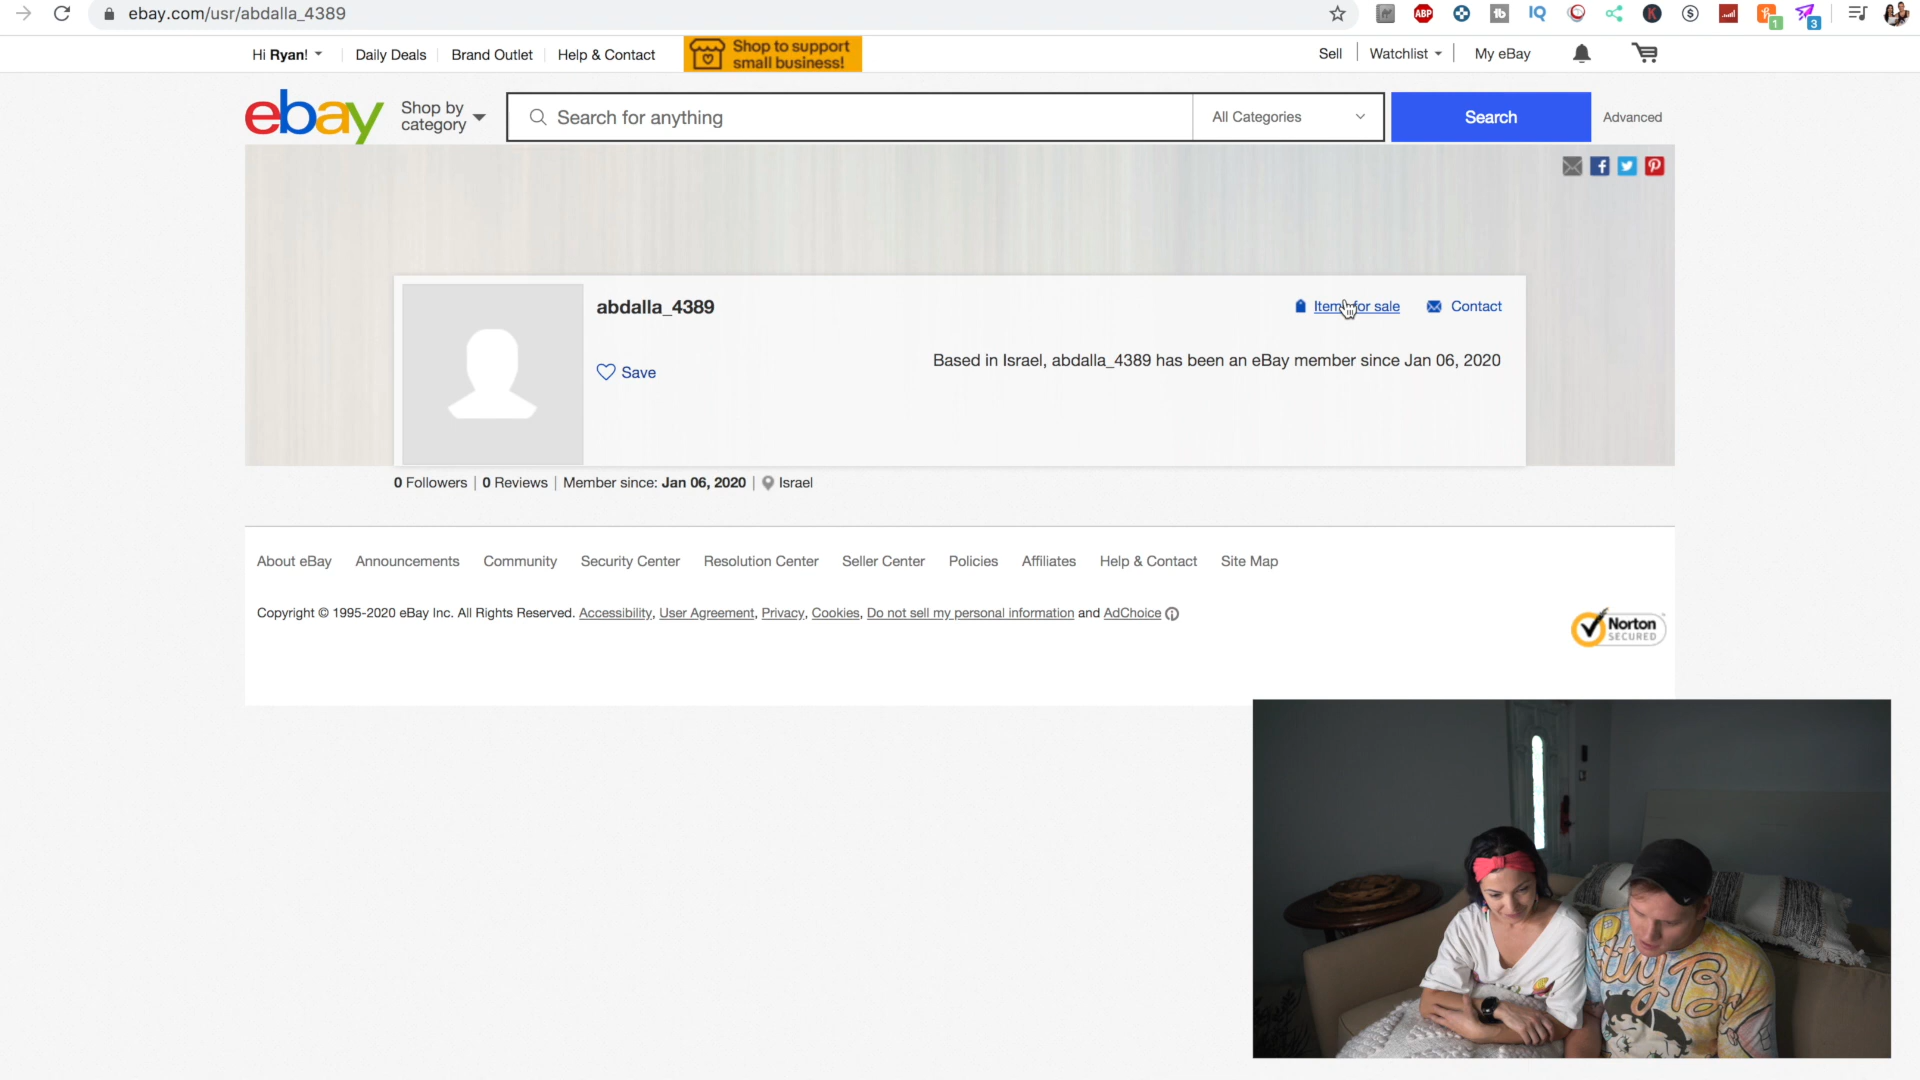 ebay.com/usr/abdalla_4389
ABP
tb
IQ
K
1
3
Hi Ryan!
Daily Deals
Brand Outlet
Help & Contact
Shop to support
small business!
Sell
Watchlist
My eBay
ebay
Shop by
category
Search for anything
All Categories
Search
Advanced
abdalla_4389
Save
Items for sale
Contact
Based in Israel, abdalla_4389 has been an eBay member since Jan 06, 2020
0 Followers | 0 Reviews | Member since: Jan 06, 2020 | Israel
About eBay
Announcements
Community
Security Center
Resolution Center
Seller Center
Policies
Affiliates
Help & Contact
Site Map
Copyright © 1995-2020 eBay Inc. All Rights Reserved. Accessibility, User Agreement, Privacy, Cookies, Do not sell my personal information and AdChoice
Norton
SECURED